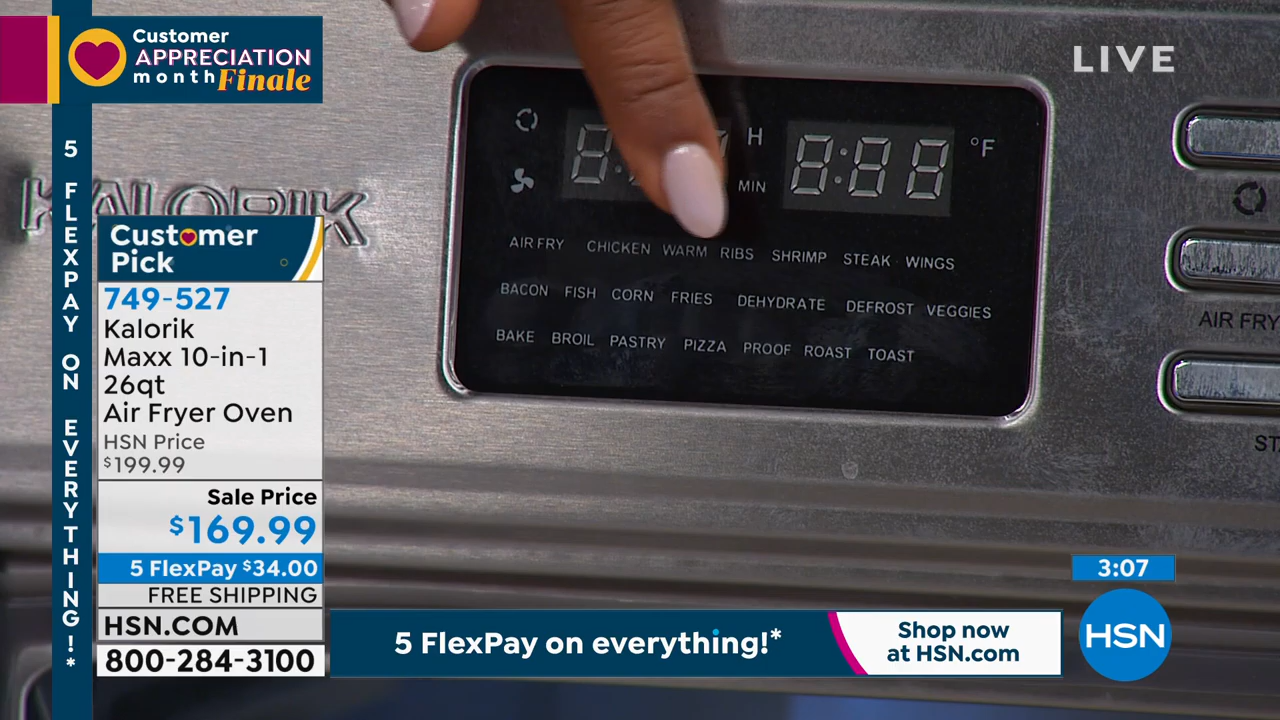 Customer
APPRECIATION
month Finale
LIVE
5 FLEXPAY ON EVERYTHING!*
KALORIK
H
MIN
8:88
°F
AIR FRY CHICKEN WARM RIBS SHRIMP STEAK WINGS
BACON FISH CORN FRIES DEHYDRATE DEFROST VEGGIES
BAKE BROIL PASTRY PIZZA PROOF ROAST TOAST
AIR FRY
Customer
Pick
749-527
Kalorik
Maxx 10-in-1
26qt
Air Fryer Oven
HSN Price
$199.99
Sale Price
$169.99
5 FlexPay $34.00
FREE SHIPPING
HSN.COM
800-284-3100
5 FlexPay on everything!*
Shop now
at HSN.com
3:07
HSN